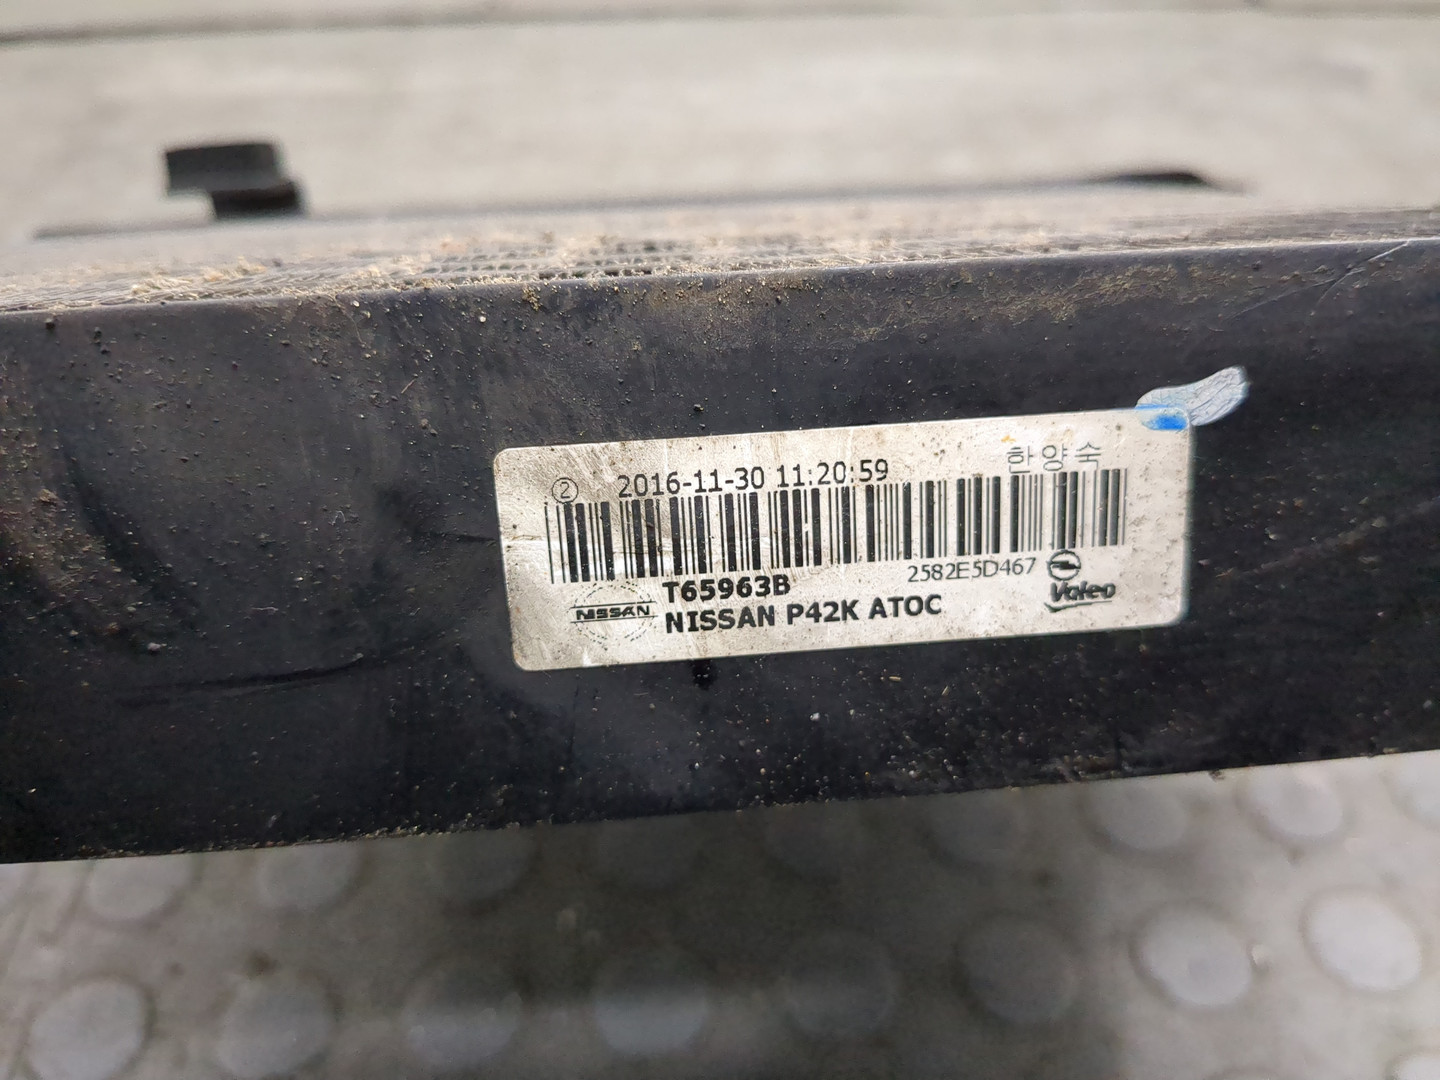 ② 2016-11-30 11:20:59 한양숙
T65963B 2582E5D467
NISSAN NISSAN P42K ATOC Valeo